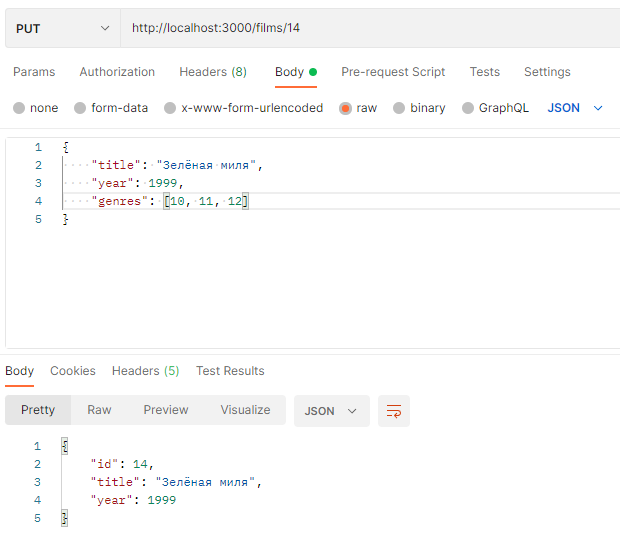 PUT http://localhost:3000/films/14
Params Authorization Headers (8) Body Pre-request Script Tests Settings
none form-data x-www-form-urlencoded raw binary GraphQL JSON
1 {
2 ····"title":·"Зелёная·миля",
3 ····"year":·1999,
4 ····"genres":·[10,·11,·12]
5 }
Body Cookies Headers (5) Test Results
Pretty Raw Preview Visualize JSON
1 {
2 "id": 14,
3 "title": "Зелёная миля",
4 "year": 1999
5 }